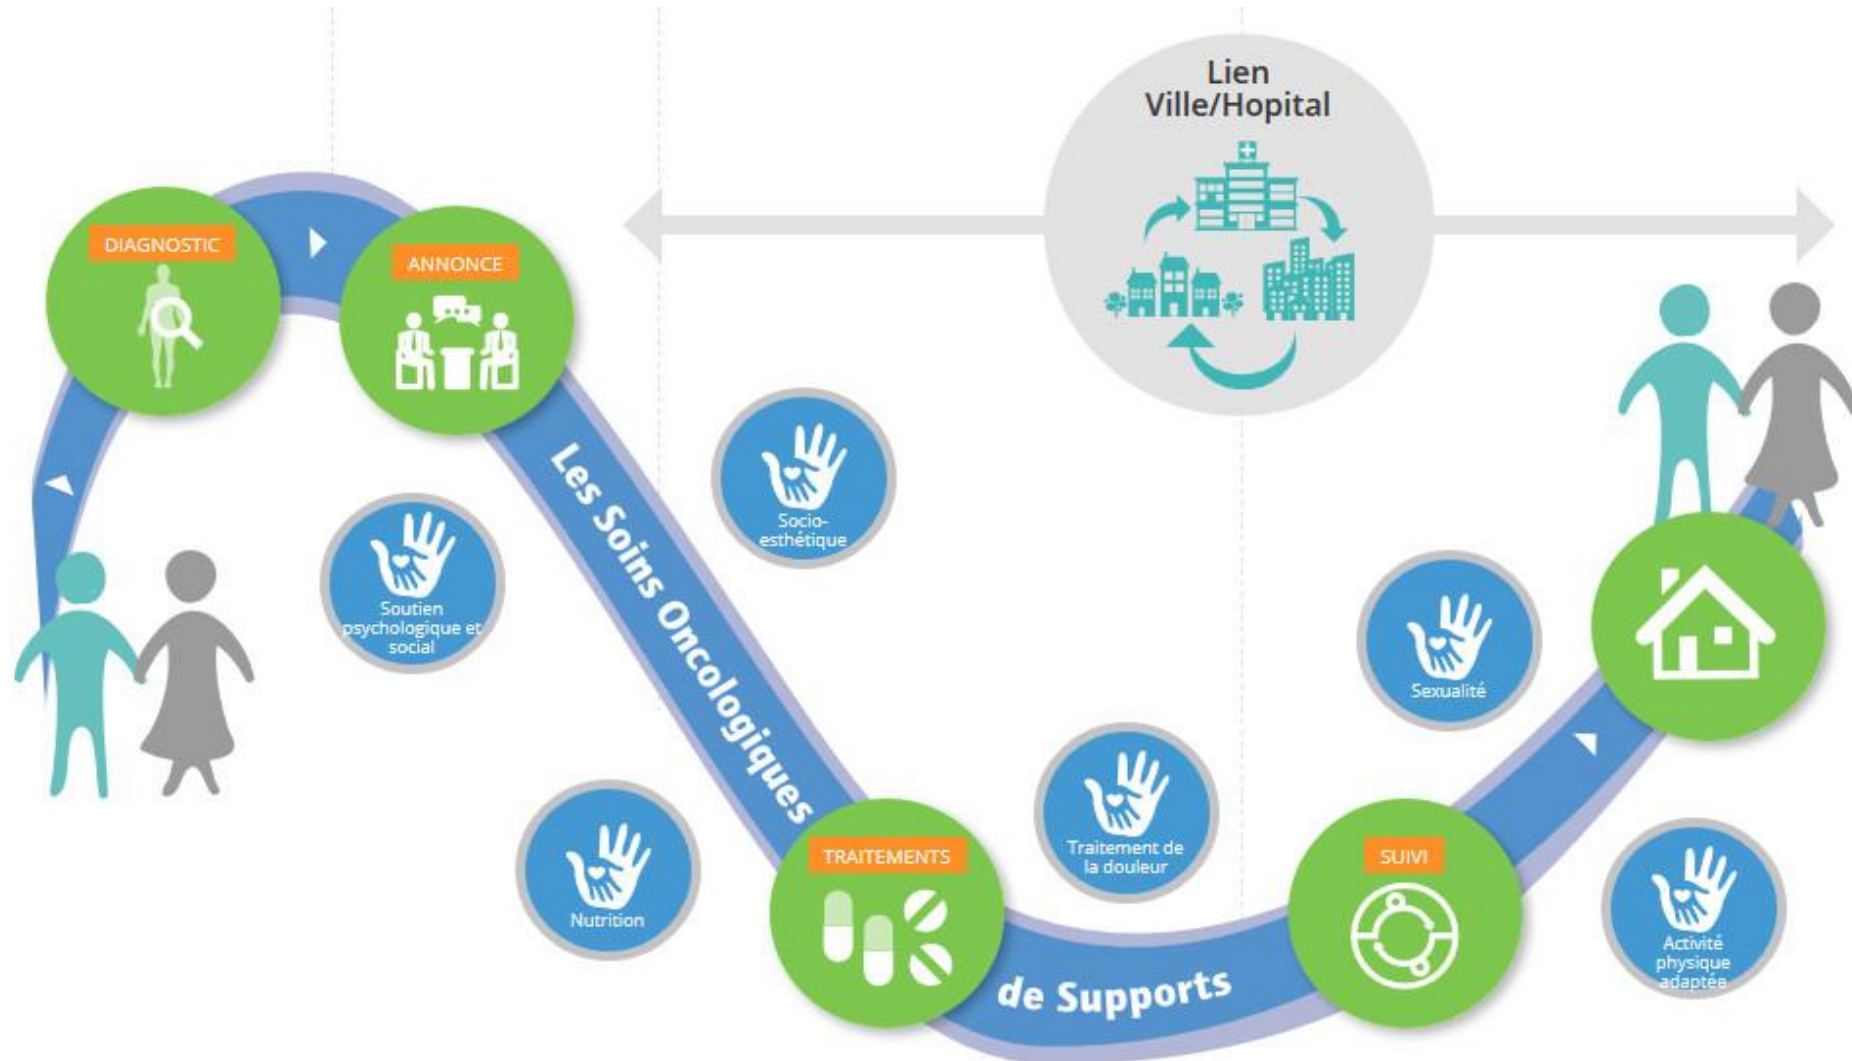 Lien
Ville/Hopital
DIAGNOSTIC
ANNONCE
Les Soins Oncologiques
de Supports
Socio-
esthétique
Soutien
psychologique et
social
Sexualité
Nutrition
TRAITEMENTS
Traitement de
la douleur
SUIVI
Activité
physique
adaptée